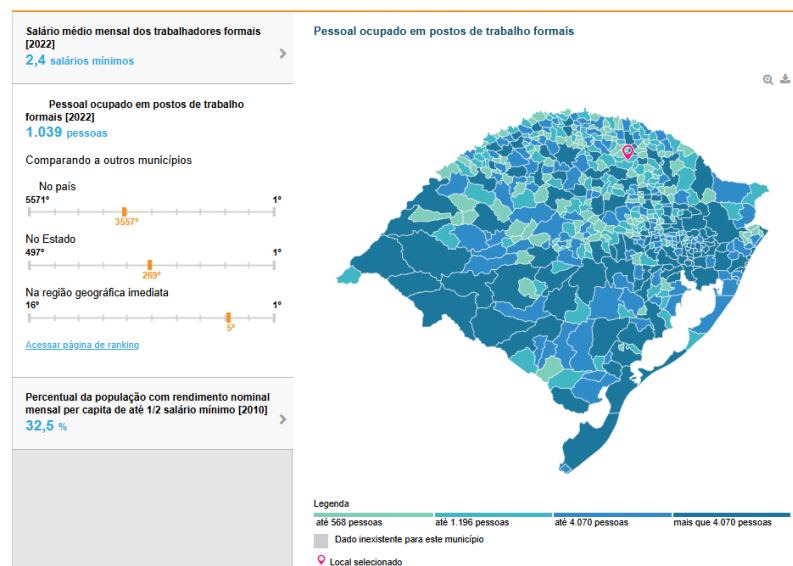 Salário médio mensal dos trabalhadores formais
[2022]
2,4 salários mínimos
Pessoal ocupado em postos de trabalho
formais [2022]
1.039 pessoas
Comparando a outros municípios
No país
5571º 1º
3557º
No Estado
497º 1º
269º
Na região geográfica imediata
16º 1º
5º
Acessar página de ranking
Percentual da população com rendimento nominal
mensal per capita de até 1/2 salário mínimo [2010]
32,5 %
Pessoal ocupado em postos de trabalho formais
Legenda
até 568 pessoas até 1.196 pessoas até 4.070 pessoas mais que 4.070 pessoas
Dado inexistente para este município
Local selecionado